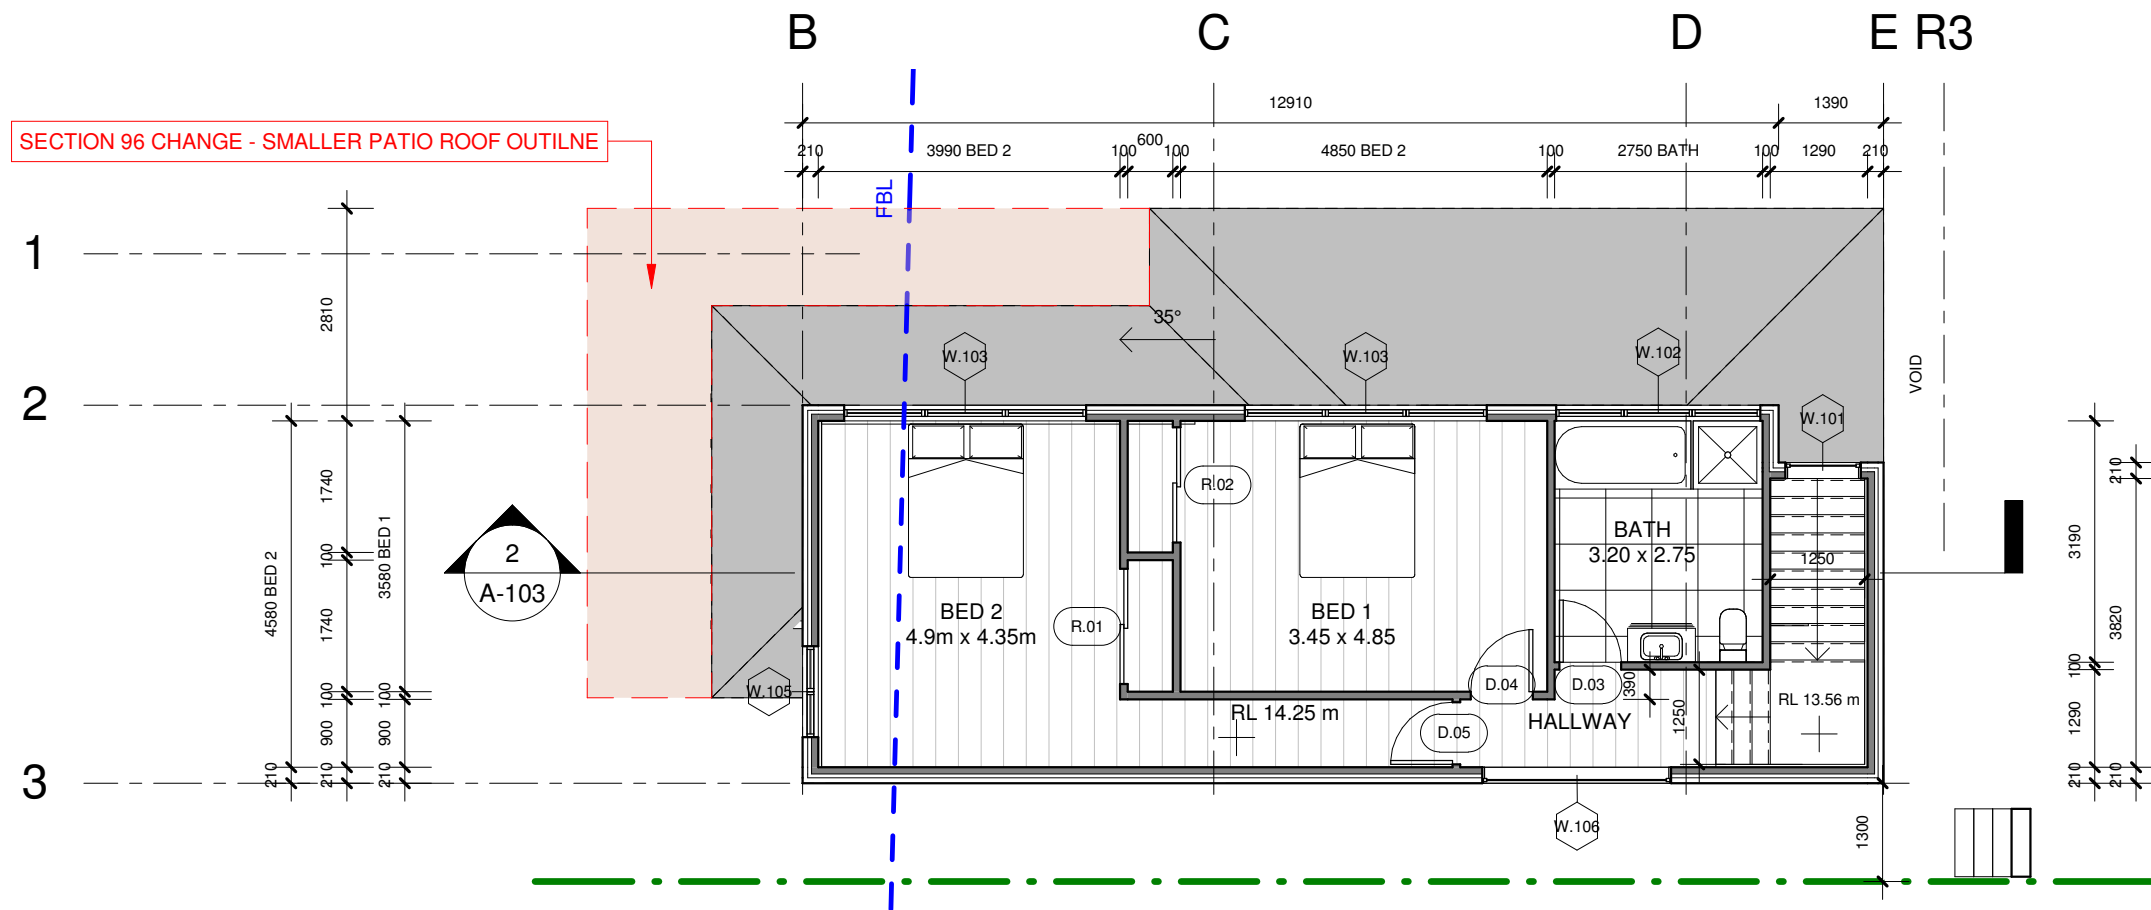 B
C
D
E R3
12910
1390
SECTION 96 CHANGE - SMALLER PATIO ROOF OUTILNE
210
3990 BED 2
100
600
100
4850 BED 2
100
2750 BATH
100
1290
210
FBL
1
2810
35°
W.103
W.103
W.102
VOID
2
W.101
1740
R.02
210
2
A-103
BATH
3.20 x 2.75
3190
100
3580 BED 1
4580 BED 2
1250
BED 2
4.9m x 4.35m
R.01
BED 1
3.45 x 4.85
1740
3820
W.105
100
100
D.04
D.03
390
100
RL 14.25 m
HALLWAY
RL 13.56 m
900
900
D.05
1250
1290
210
210
210
210
210
3
W.106
1300